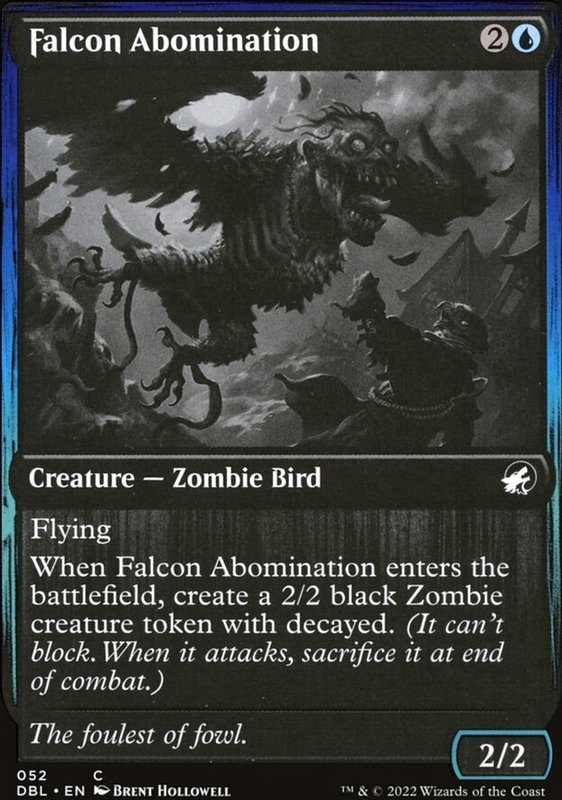 Falcon Abomination 2
Creature — Zombie Bird
Flying
When Falcon Abomination enters the
battlefield, create a 2/2 black Zombie
creature token with decayed. (It can't
block. When it attacks, sacrifice it at end
of combat.)
The foulest of fowl.
2/2
052 C
DBL • EN Brent Hollowell ™ & © 2022 Wizards of the Coast